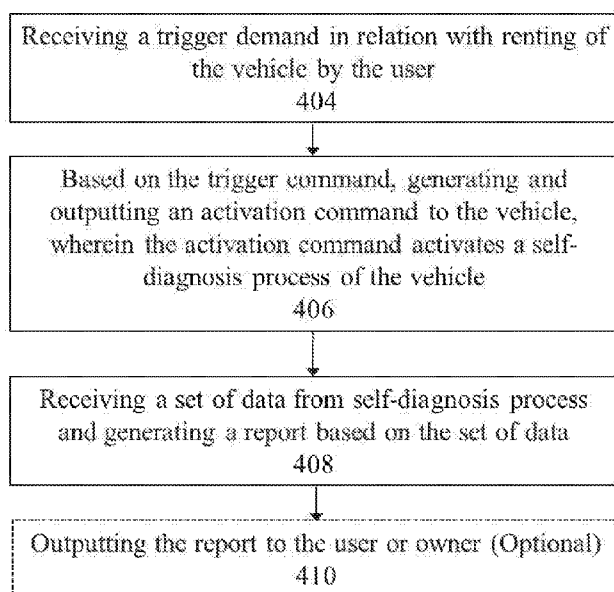 Receiving a trigger demand in relation with renting of
the vehicle by the user
404
Based on the trigger command, generating and
outputting an activation command to the vehicle,
wherein the activation command activates a self-
diagnosis process of the vehicle
406
Receiving a set of data from self-diagnosis process
and generating a report based on the set of data
408
Outputting the report to the user or owner (Optional)
410